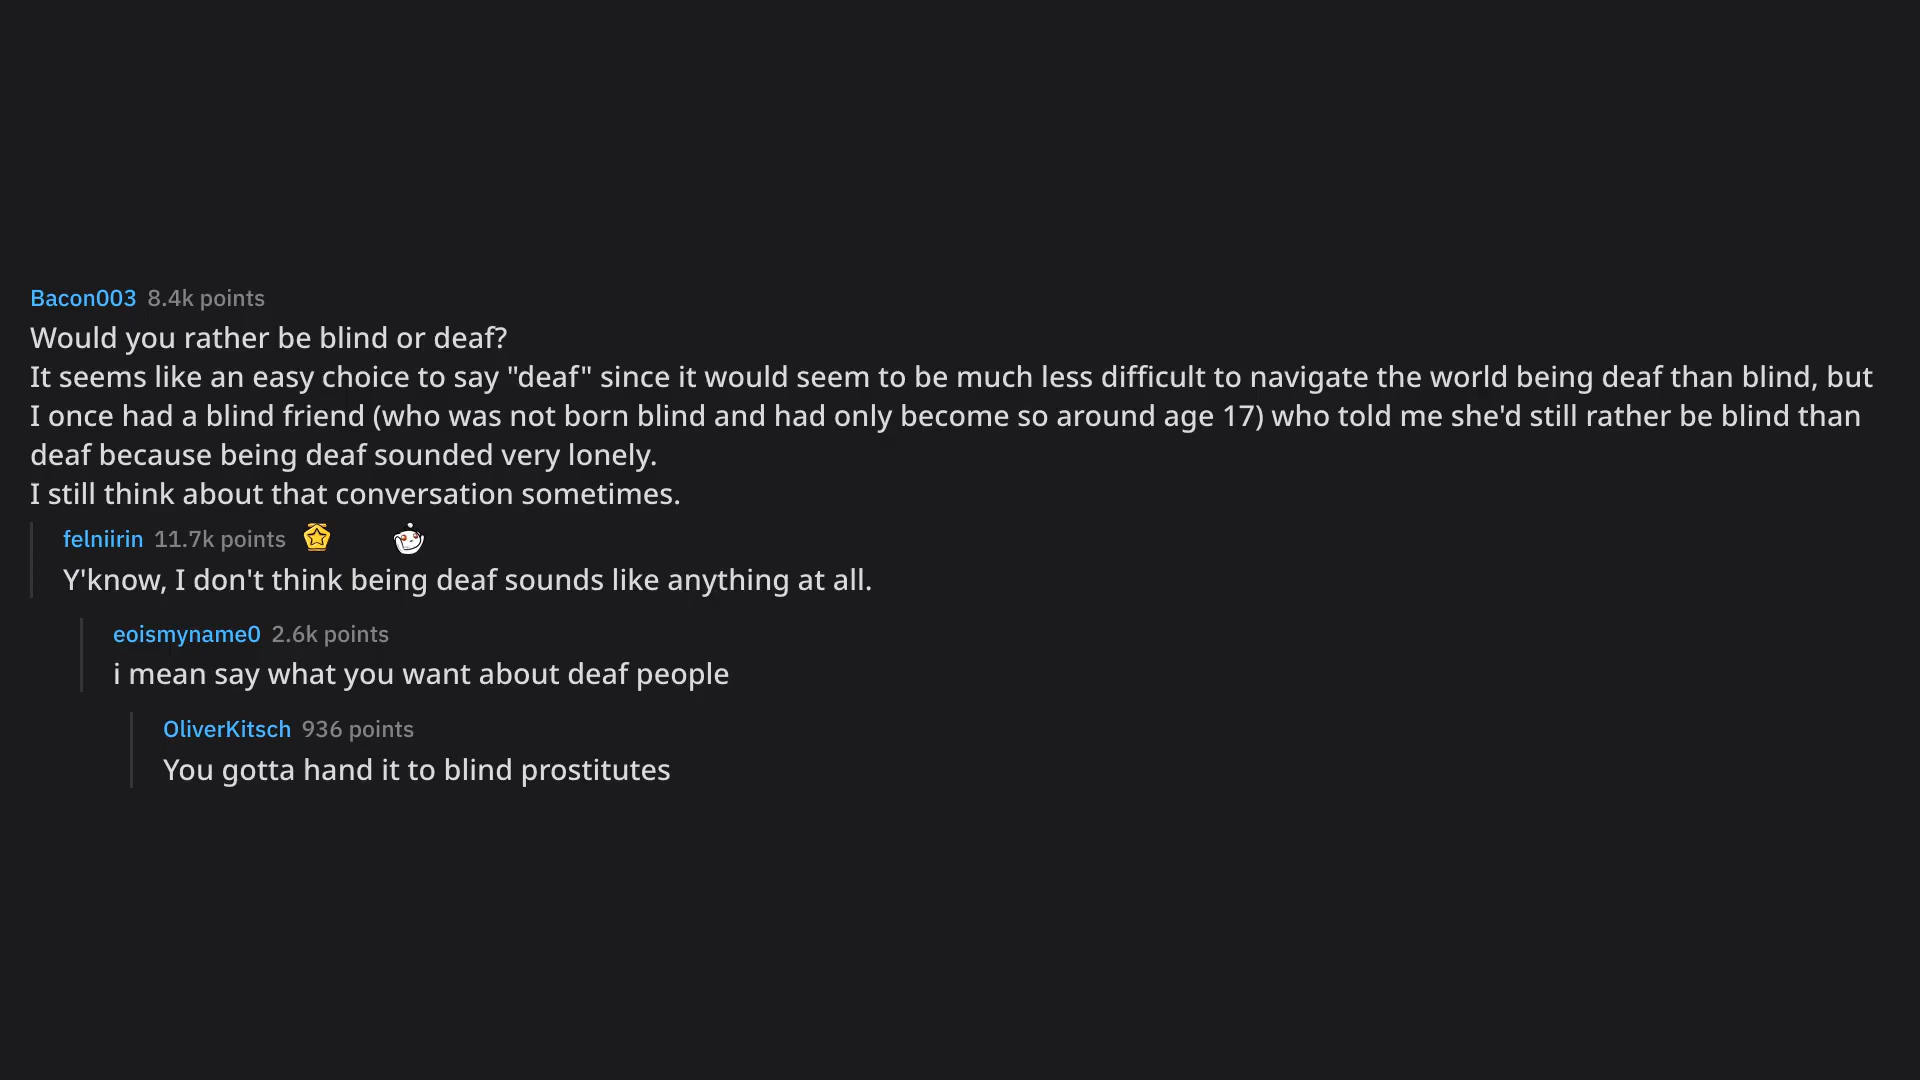 Bacon003 8.4k points
Would you rather be blind or deaf?
It seems like an easy choice to say "deaf" since it would seem to be much less difficult to navigate the world being deaf than blind, but
I once had a blind friend (who was not born blind and had only become so around age 17) who told me she'd still rather be blind than
deaf because being deaf sounded very lonely.
I still think about that conversation sometimes.
felniirin 11.7k points
Y'know, I don't think being deaf sounds like anything at all.
eoismyname0 2.6k points
i mean say what you want about deaf people
OliverKitsch 936 points
You gotta hand it to blind prostitutes